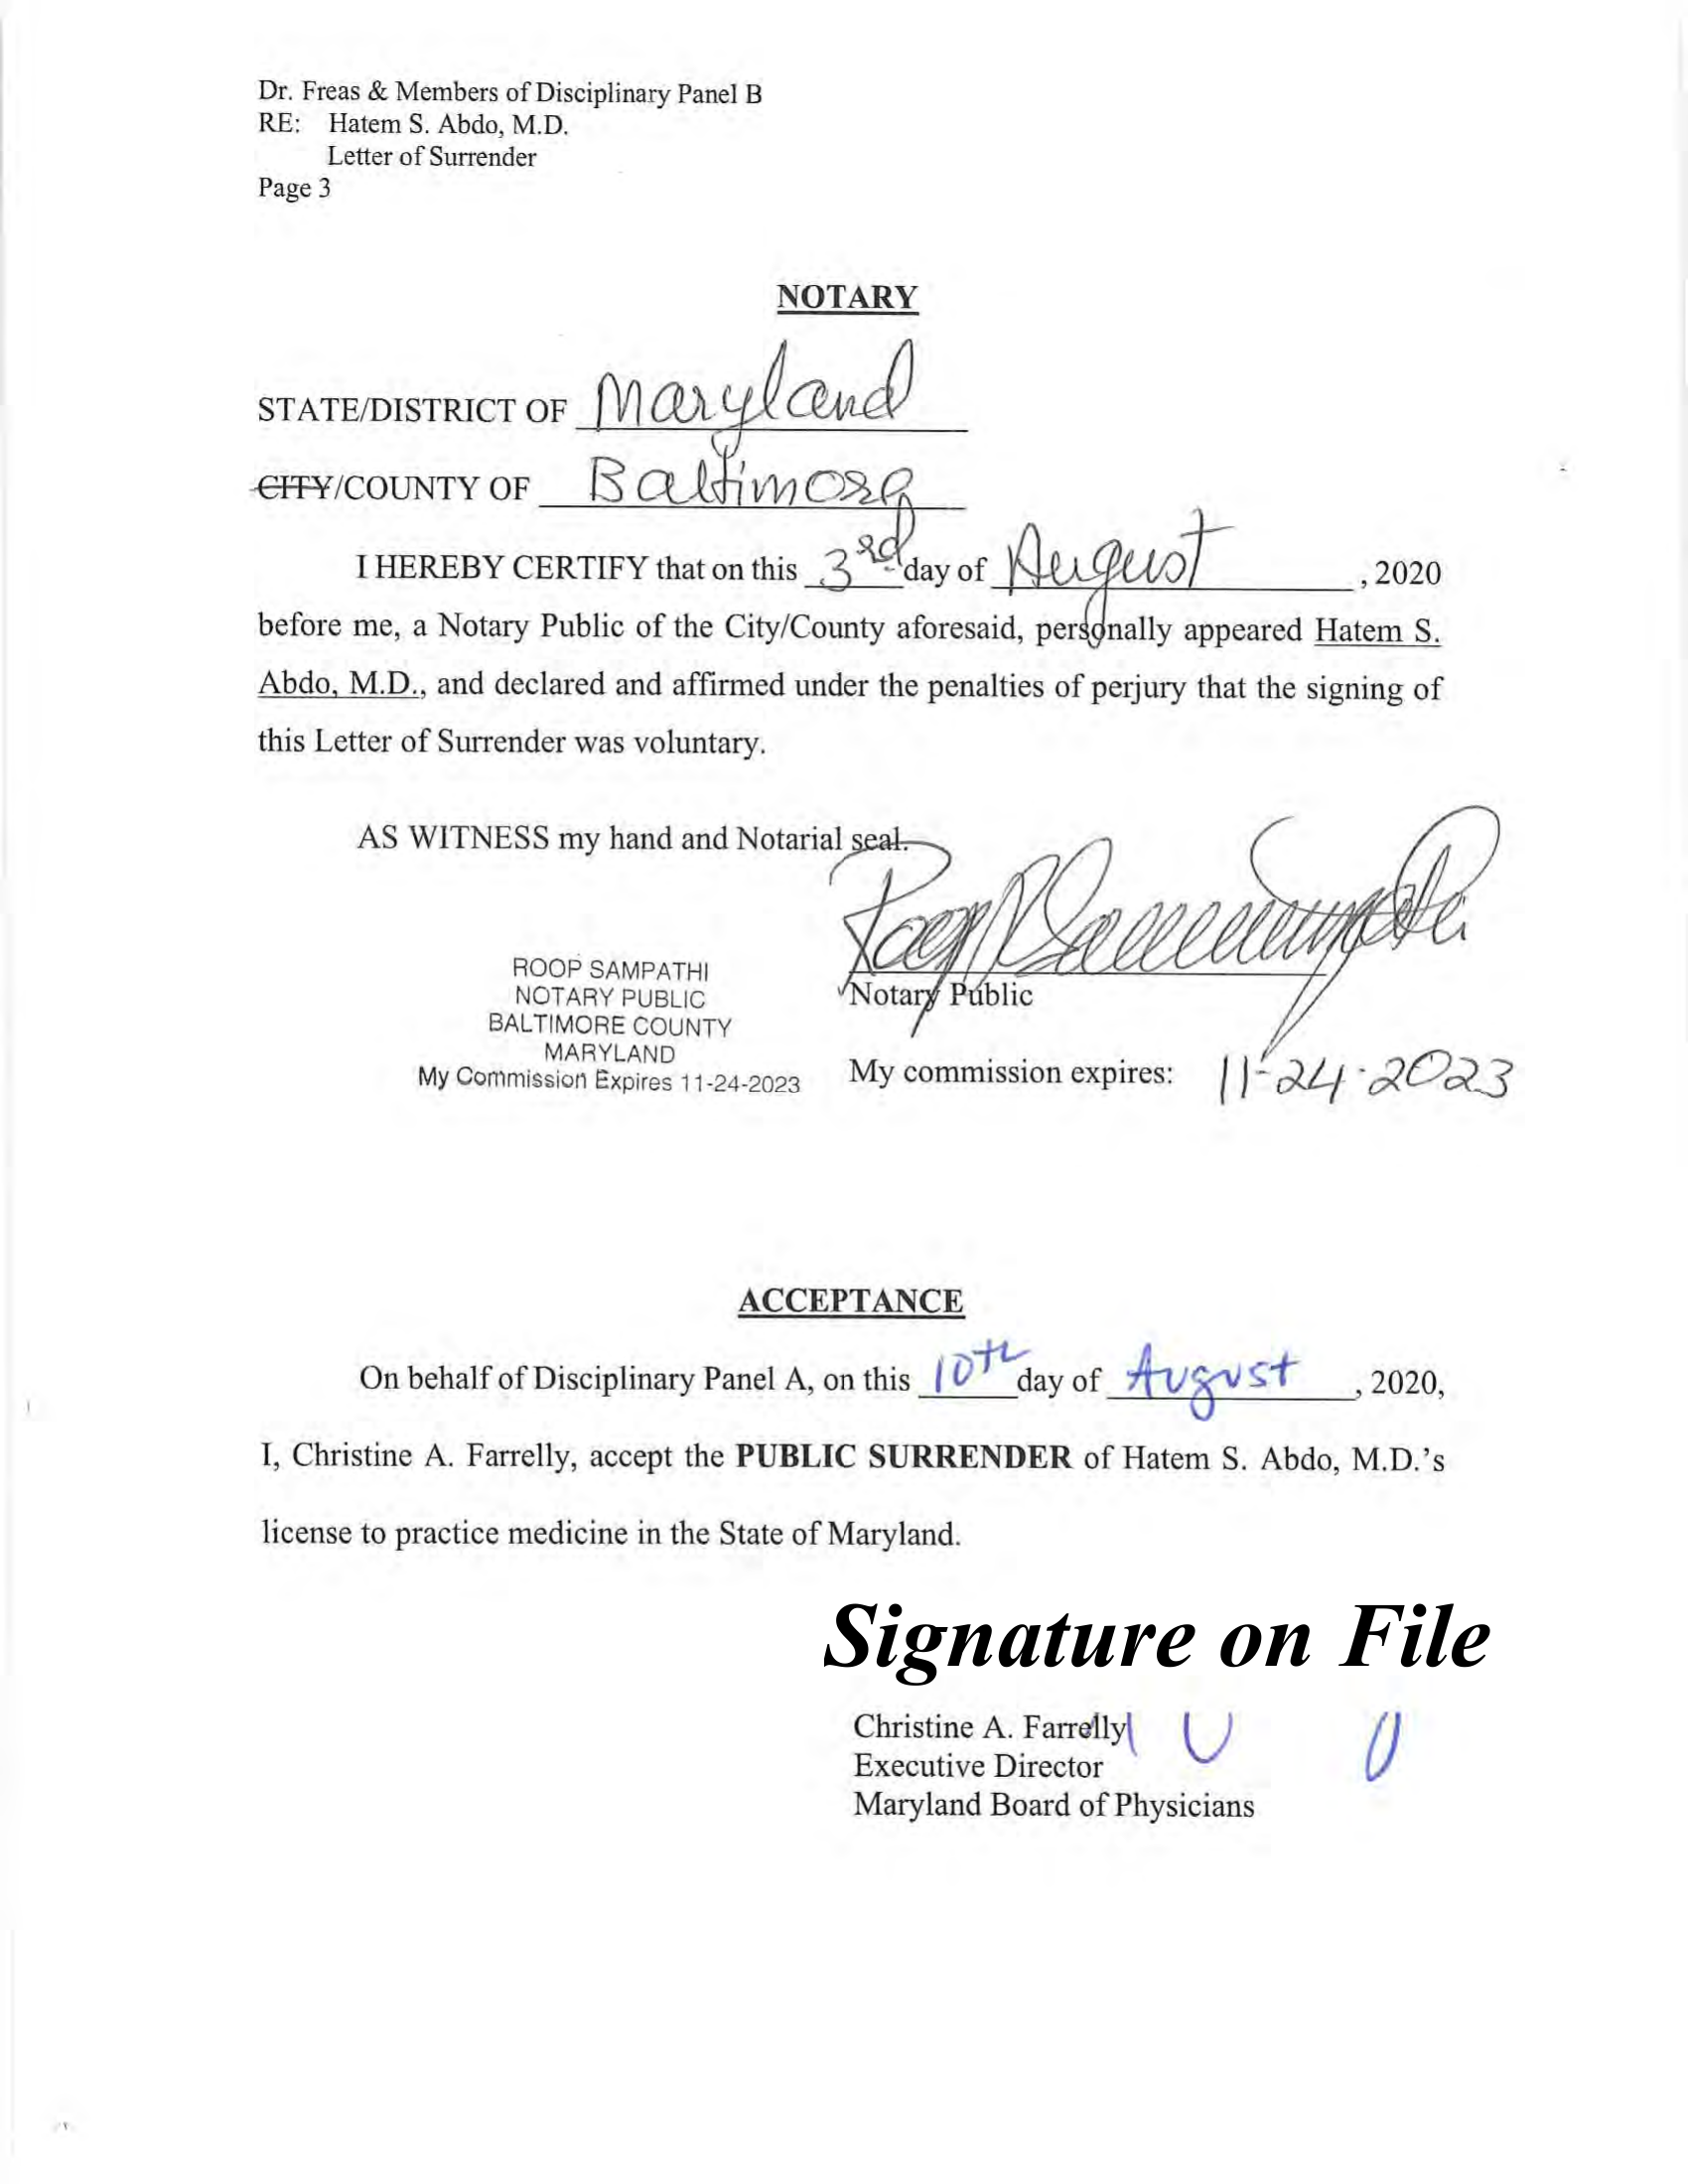 Dr. Freas & Members of Disciplinary Panel B
RE: Hatem S. Abdo, M.D.
Letter of Surrender
Page 3
NOTARY
STATE/DISTRICT OF Maryland
CITY/COUNTY OF Baltimore
I HEREBY CERTIFY that on this 3rd day of August, 2020
before me, a Notary Public of the City/County aforesaid, personally appeared Hatem S.
Abdo, M.D., and declared and affirmed under the penalties of perjury that the signing of
this Letter of Surrender was voluntary.
AS WITNESS my hand and Notarial seal.
ROOP SAMPATHI
NOTARY PUBLIC
BALTIMORE COUNTY
MARYLAND
My Commission Expires 11-24-2023
Notary Public
My commission expires: 11-24-2023
ACCEPTANCE
On behalf of Disciplinary Panel A, on this 10th day of August, 2020,
I, Christine A. Farrelly, accept the PUBLIC SURRENDER of Hatem S. Abdo, M.D.'s
license to practice medicine in the State of Maryland.
Signature on File
Christine A. Farrelly
Executive Director
Maryland Board of Physicians